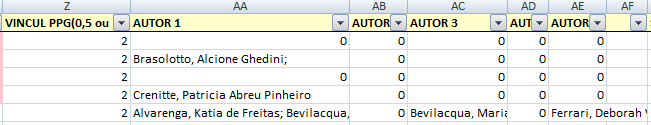 Z AA AB AC AD AE AF
VINCUL PPG(0,5 ou AUTOR 1 AUTOR AUTOR 3 AUT AUTOR
2 0 0 0 0 0
2 Brasolotto, Alcione Ghedini; 0 0 0 0
2 0 0 0 0 0
2 Crenitte, Patricia Abreu Pinheiro 0 0 0 0
2 Alvarenga, Katia de Freitas; Bevilacqua, 0 Bevilacqua, Maria 0 Ferrari, Deborah V